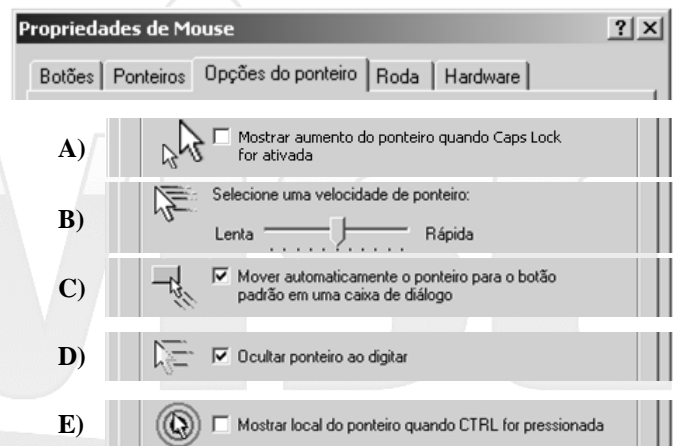 Propriedades de Mouse
Botões Ponteiros Opções do ponteiro Roda Hardware
A) Mostrar aumento do ponteiro quando Caps Lock
for ativada
B) Selecione uma velocidade de ponteiro:
Lenta Rápida
C) Mover automaticamente o ponteiro para o botão
padrão em uma caixa de diálogo
D) Ocultar ponteiro ao digitar
E) Mostrar local do ponteiro quando CTRL for pressionada